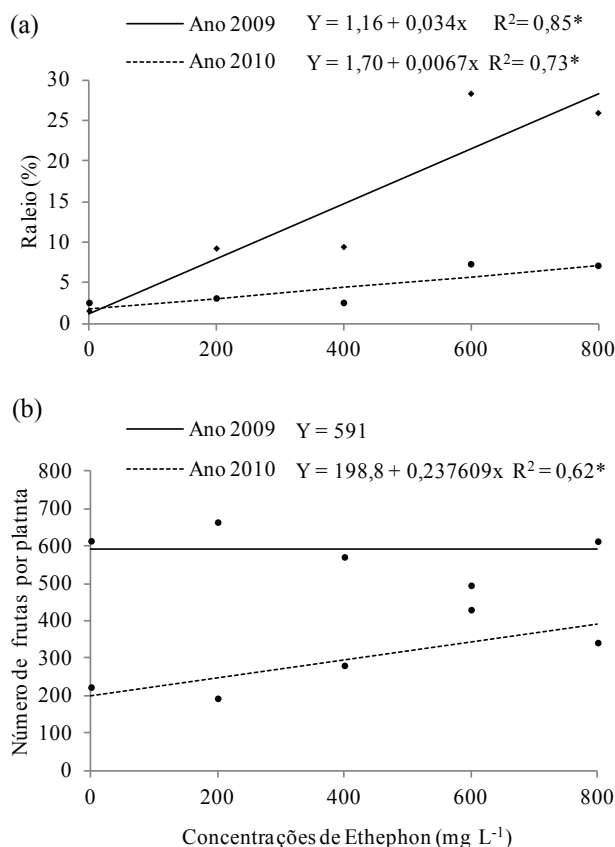 (a)
Ano 2009 Y = 1,16 + 0,034x R²= 0,85*
Ano 2010 Y = 1,70 + 0,0067x R²= 0,73*
30
25
20
15
10
5
0
Raleio (%)
0 200 400 600 800
(b)
Ano 2009 Y = 591
Ano 2010 Y = 198,8 + 0,237609x R² = 0,62*
800
700
600
500
400
300
200
100
0
Número de frutas por platnta
0 200 400 600 800
Concentrações de Ethephon (mg L⁻¹)